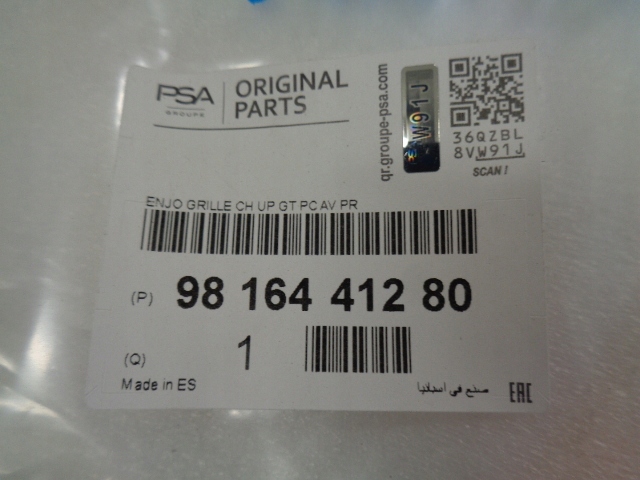 PSA
GROUPE
ORIGINAL
PARTS
qr.groupe-psa.com
W91J
36QZBL
8VW91J
SCAN!
ENJO GRILLE CH UP GT PC AV PR
(P) 98 164 412 80
(Q) 1
Made in ES
صنع في اسبانيا
EAC